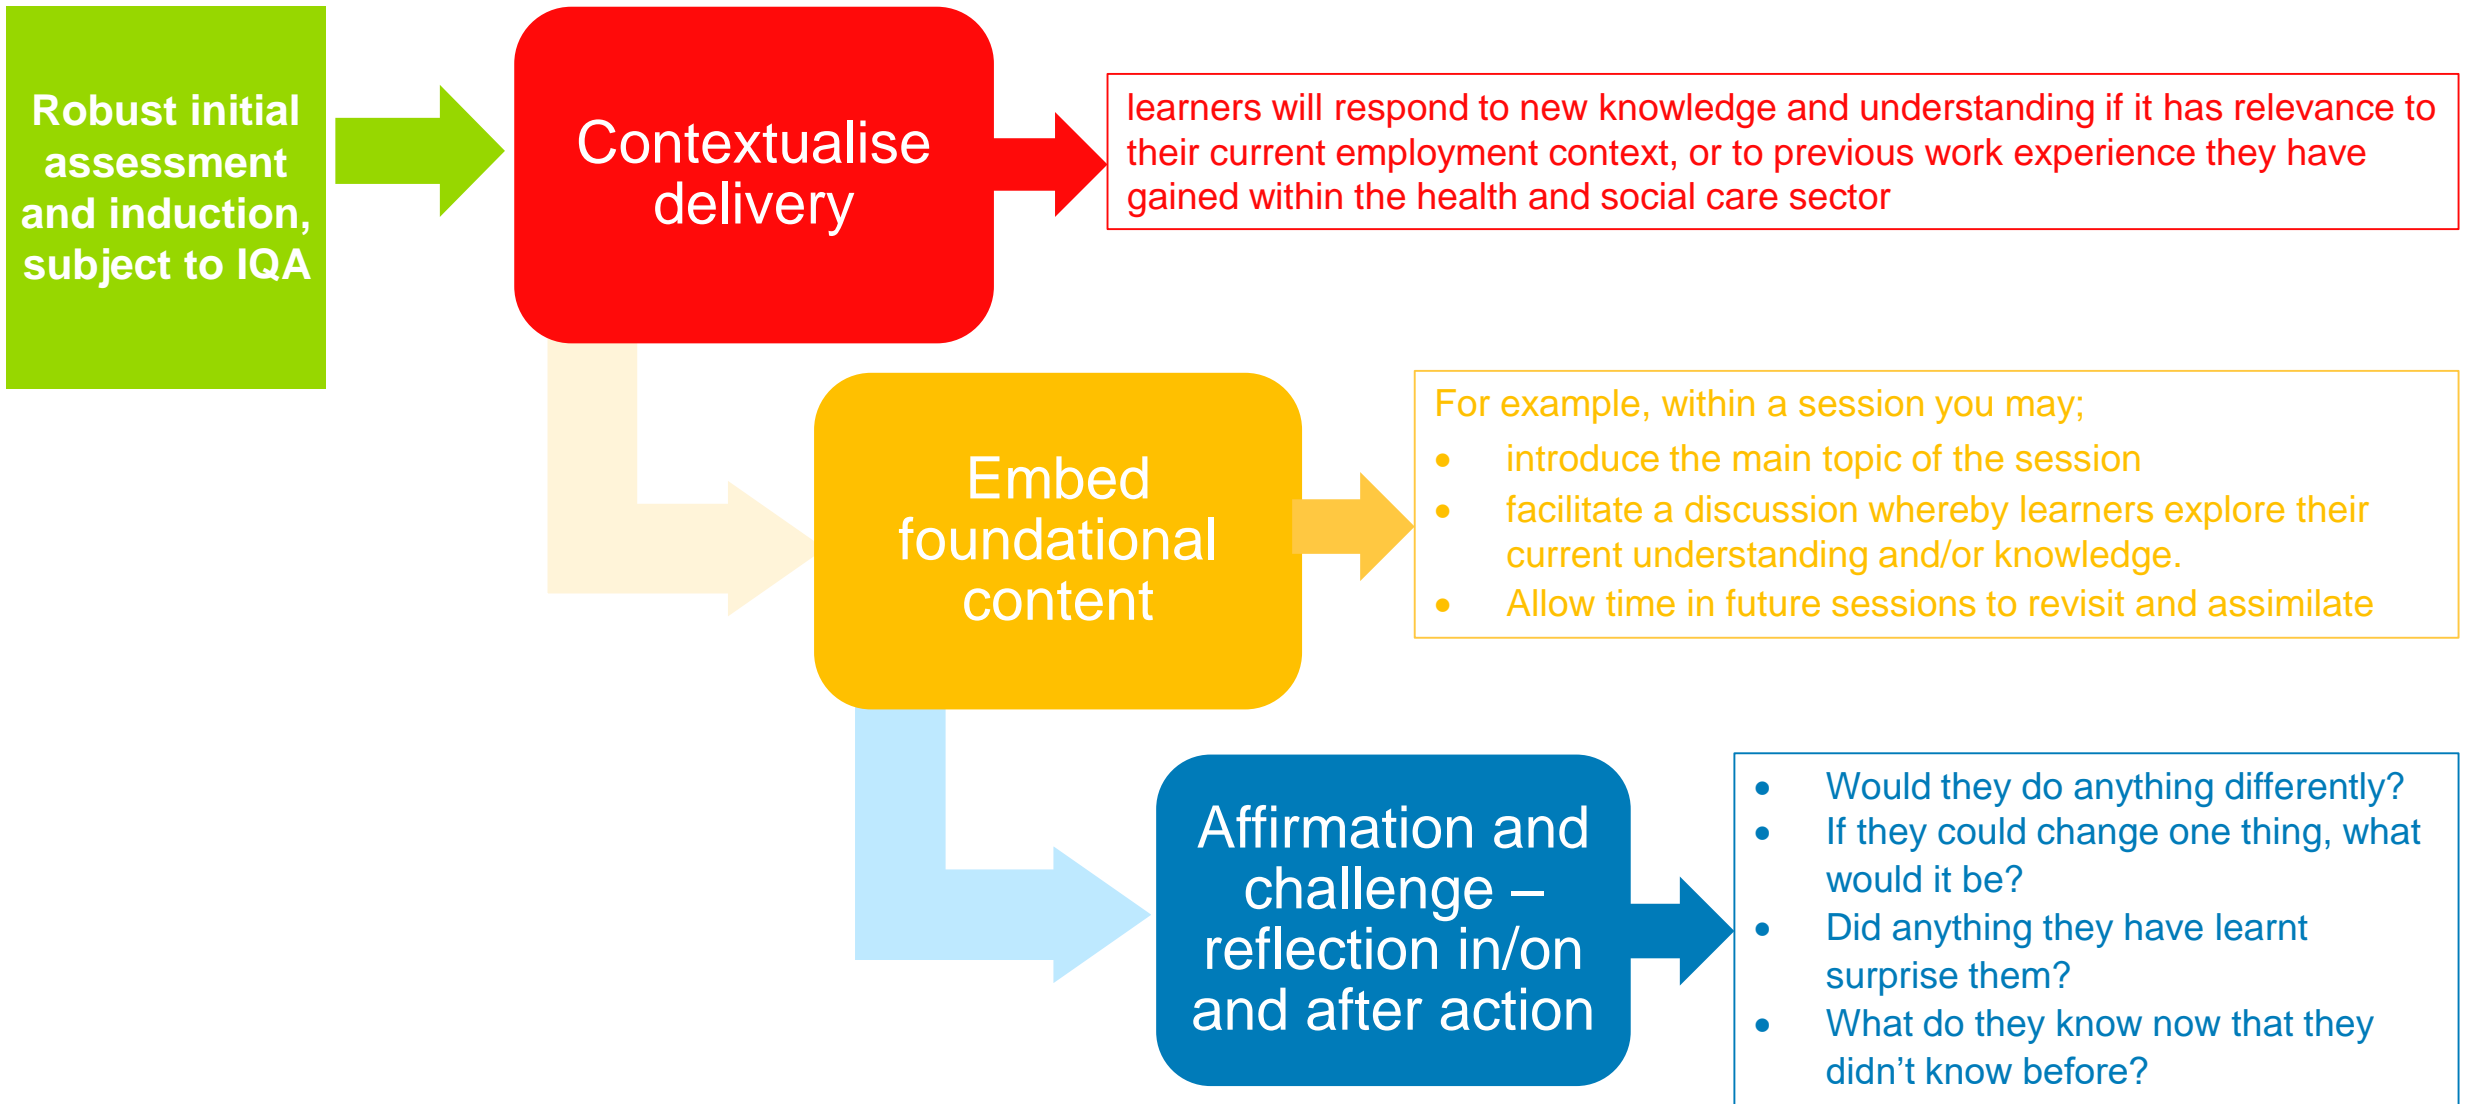 Robust initial
assessment
and induction,
subject to IQA
Contextualise
delivery
learners will respond to new knowledge and understanding if it has relevance to
their current employment context, or to previous work experience they have
gained within the health and social care sector
Embed
foundational
content
For example, within a session you may;
• introduce the main topic of the session
• facilitate a discussion whereby learners explore their
current understanding and/or knowledge.
• Allow time in future sessions to revisit and assimilate
Affirmation and
challenge –
reflection in/on
and after action
• Would they do anything differently?
• If they could change one thing, what
would it be?
• Did anything they have learnt
surprise them?
• What do they know now that they
didn’t know before?